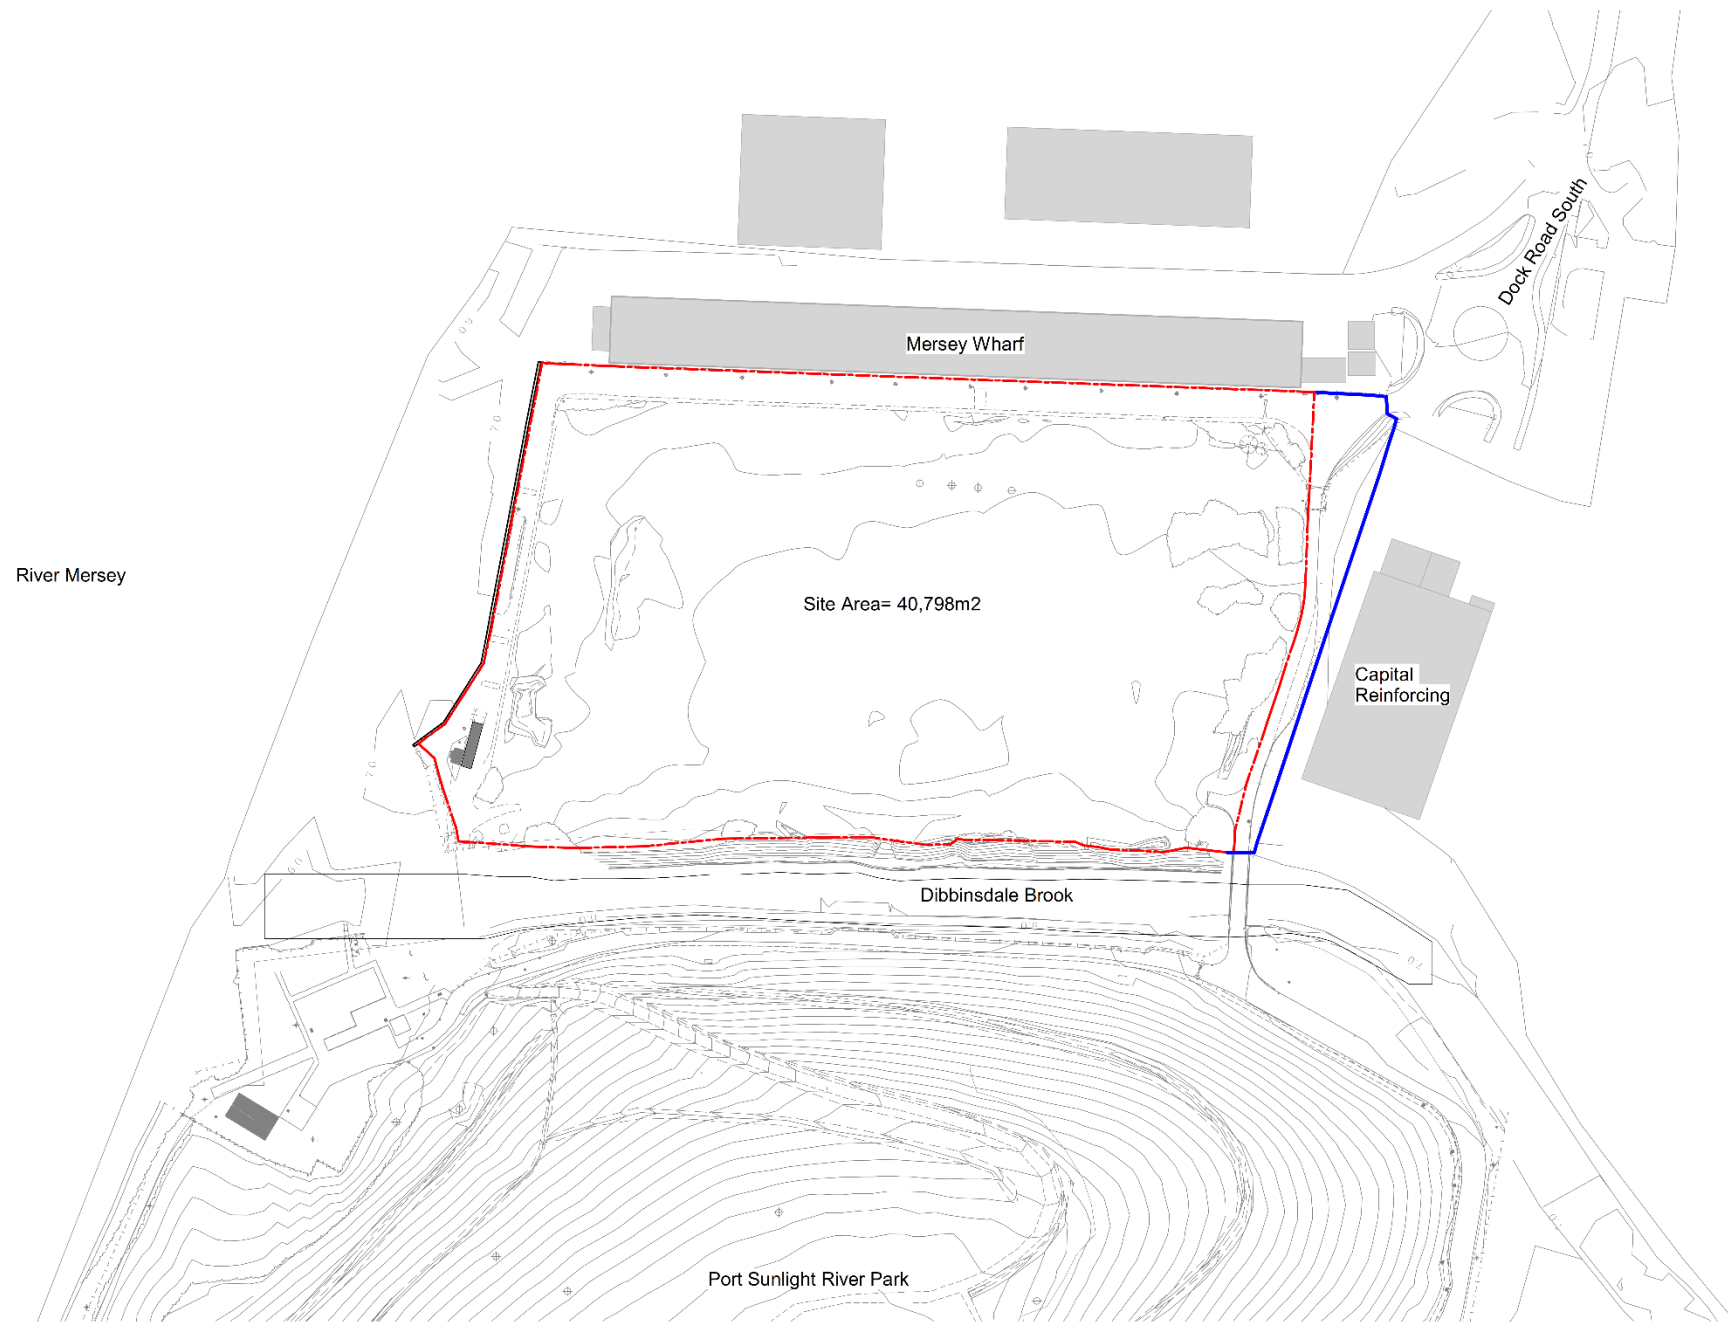 Dock Road South
Mersey Wharf
River Mersey
Site Area= 40,798m2
Capital
Reinforcing
Dibbinsdale Brook
Port Sunlight River Park